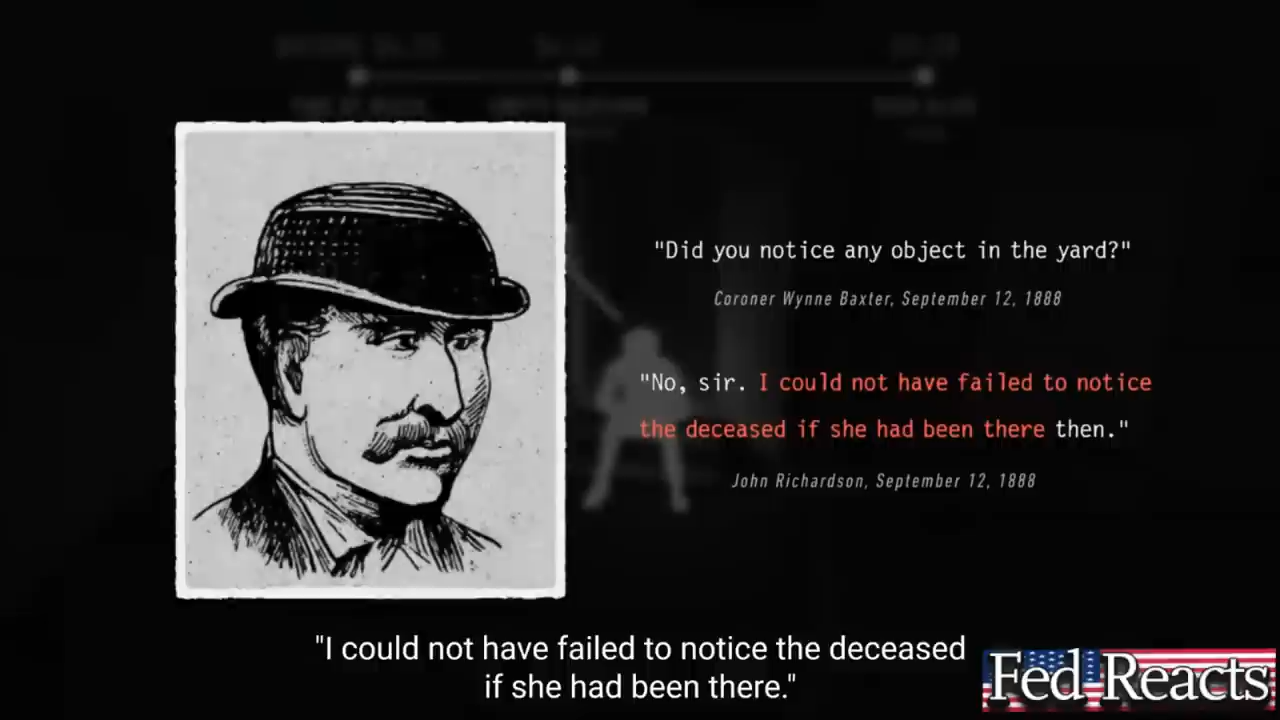 "Did you notice any object in the yard?"
Coroner Wynne Baxter, September 12, 1888
"No, sir. I could not have failed to notice
the deceased if she had been there then."
John Richardson, September 12, 1888
"I could not have failed to notice the deceased
if she had been there."
Fed Reacts